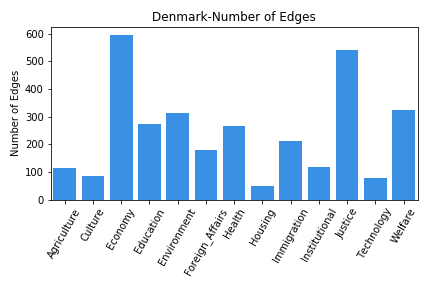 Denmark-Number of Edges
Number of Edges
600
500
400
300
200
100
0
Agriculture
Culture
Economy
Education
Environment
Foreign_Affairs
Health
Housing
Immigration
Institutional
Justice
Technology
Welfare